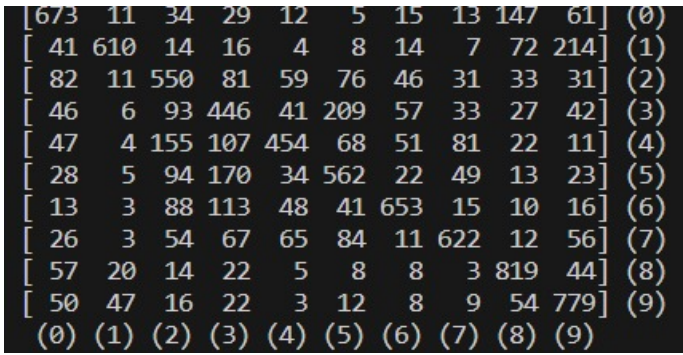 [673 11 34 29 12 5 15 13 147 61] (0)
[ 41 610 14 16 4 8 14 7 72 214] (1)
[ 82 11 550 81 59 76 46 31 33 31] (2)
[ 46 6 93 446 41 209 57 33 27 42] (3)
[ 47 4 155 107 454 68 51 81 22 11] (4)
[ 28 5 94 170 34 562 22 49 13 23] (5)
[ 13 3 88 113 48 41 653 15 10 16] (6)
[ 26 3 54 67 65 84 11 622 12 56] (7)
[ 57 20 14 22 5 8 8 3 819 44] (8)
[ 50 47 16 22 3 12 8 9 54 779] (9)
(0) (1) (2) (3) (4) (5) (6) (7) (8) (9)